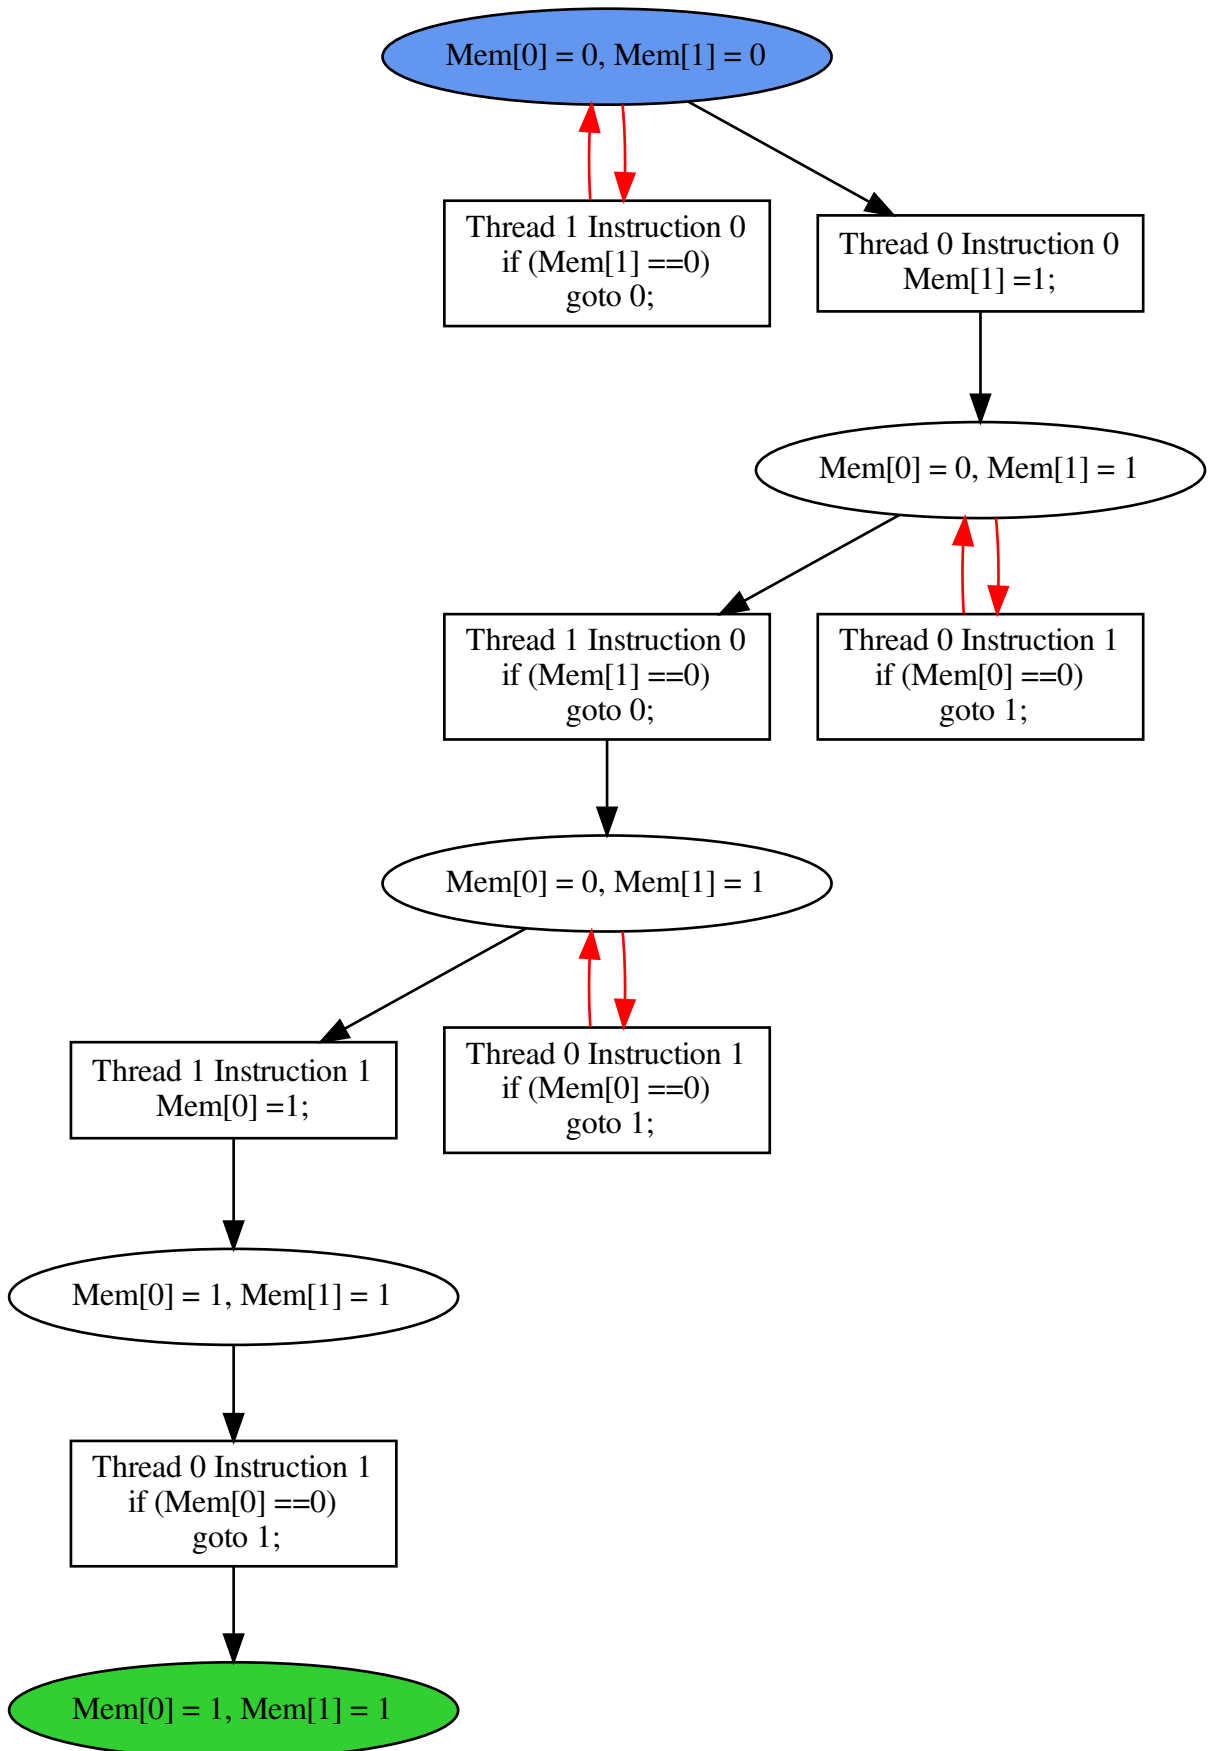 Mem[0] = 0, Mem[1] = 0
Thread 1 Instruction 0
if (Mem[1] ==0)
goto 0;
Thread 0 Instruction 0
Mem[1] =1;
Mem[0] = 0, Mem[1] = 1
Thread 1 Instruction 0
if (Mem[1] ==0)
goto 0;
Thread 0 Instruction 1
if (Mem[0] ==0)
goto 1;
Mem[0] = 0, Mem[1] = 1
Thread 1 Instruction 1
Mem[0] =1;
Thread 0 Instruction 1
if (Mem[0] ==0)
goto 1;
Mem[0] = 1, Mem[1] = 1
Thread 0 Instruction 1
if (Mem[0] ==0)
goto 1;
Mem[0] = 1, Mem[1] = 1